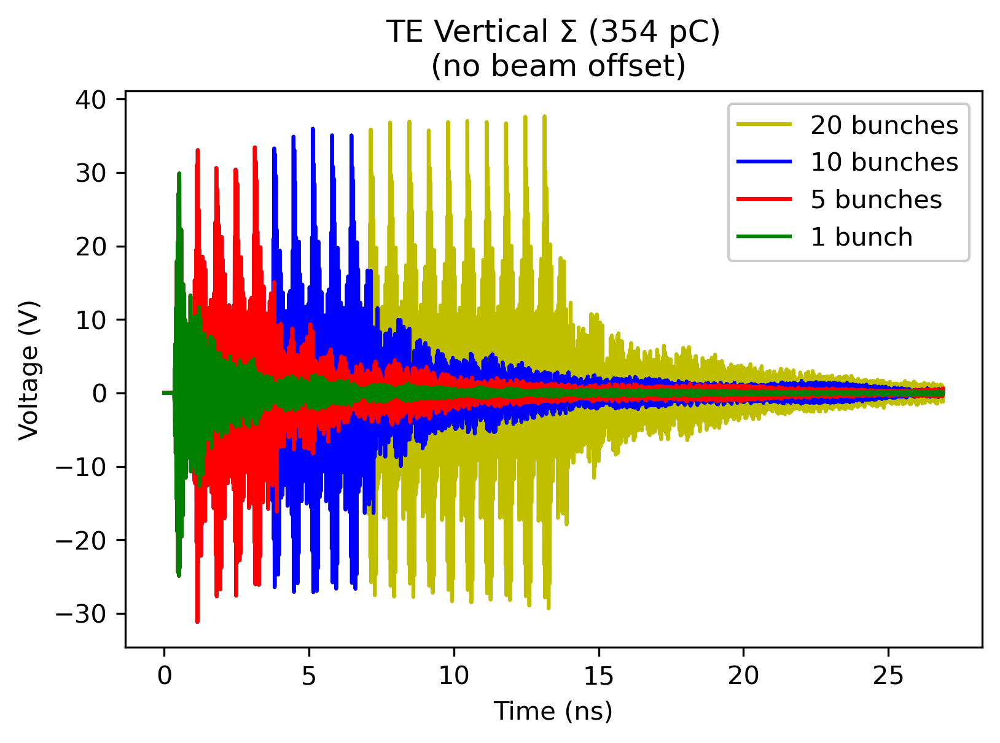 TE Vertical Σ (354 pC)
(no beam offset)
40
30
20
10
0
−10
−20
−30
Voltage (V)
20 bunches
10 bunches
5 bunches
1 bunch
0 5 10 15 20 25
Time (ns)